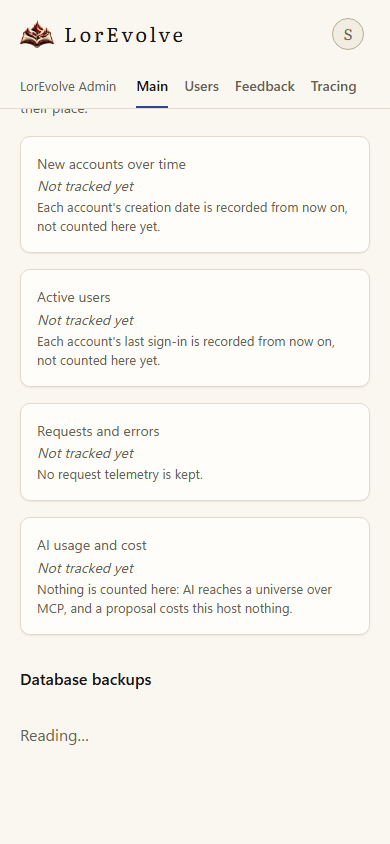 LorEvolve
S
LorEvolve Admin Main Users Feedback Tracing
their place.
New accounts over time
Not tracked yet
Each account's creation date is recorded from now on,
not counted here yet.
Active users
Not tracked yet
Each account's last sign-in is recorded from now on,
not counted here yet.
Requests and errors
Not tracked yet
No request telemetry is kept.
AI usage and cost
Not tracked yet
Nothing is counted here: AI reaches a universe over
MCP, and a proposal costs this host nothing.
Database backups
Reading...